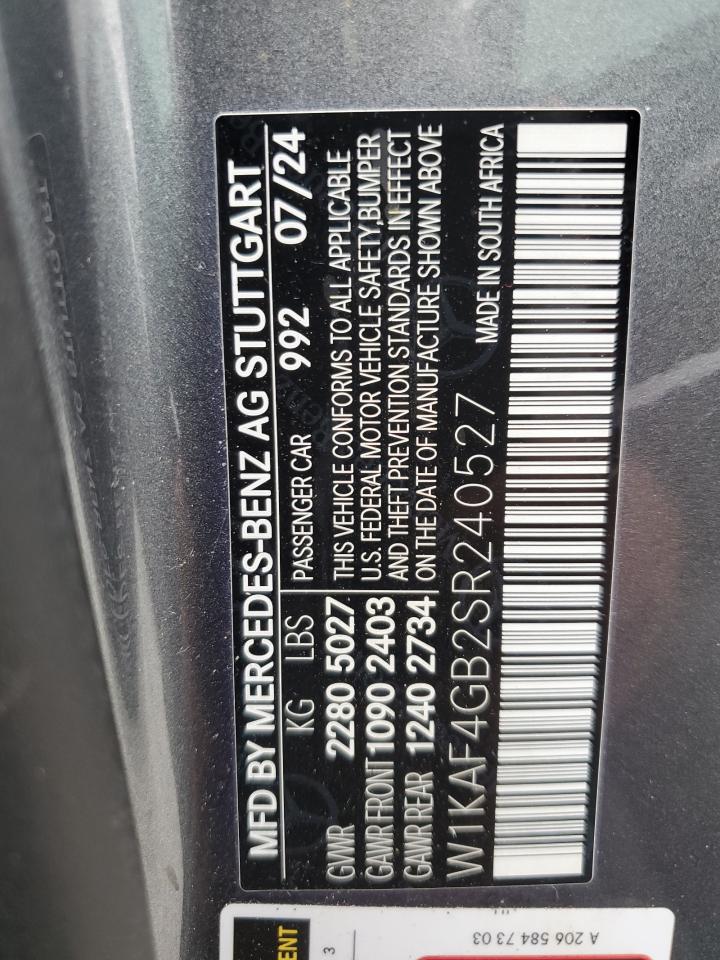 MFD BY MERCEDES-BENZ AG STUTTGART
KG LBS
GVWR 2280 5027
GAWR FRONT 1090 2403
GAWR REAR 1240 2734
PASSENGER CAR 992 07/24
THIS VEHICLE CONFORMS TO ALL APPLICABLE
U.S. FEDERAL MOTOR VEHICLE SAFETY,BUMPER
AND THEFT PREVENTION STANDARDS IN EFFECT
ON THE DATE OF MANUFACTURE SHOWN ABOVE
W1KAF4GB2SR240527
MADE IN SOUTH AFRICA
3
A 206 584 73 03